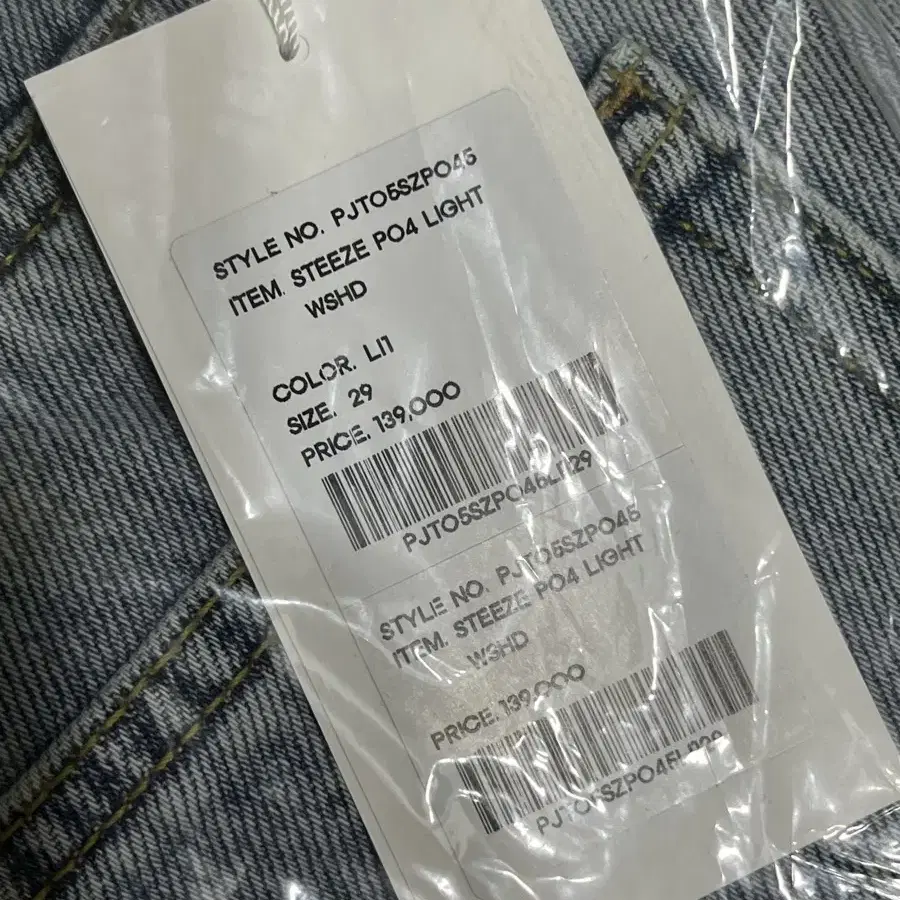 STYLE NO. PJTO5SZPO45
ITEM. STEEZE PO4 LIGHT
WSHD
COLOR. LI1
SIZE. 29
PRICE. 139,000
PJTO5SZPO45LI129
STYLE NO. PJTO5SZPO45
ITEM. STEEZE PO4 LIGHT
WSHD
PRICE. 139,000